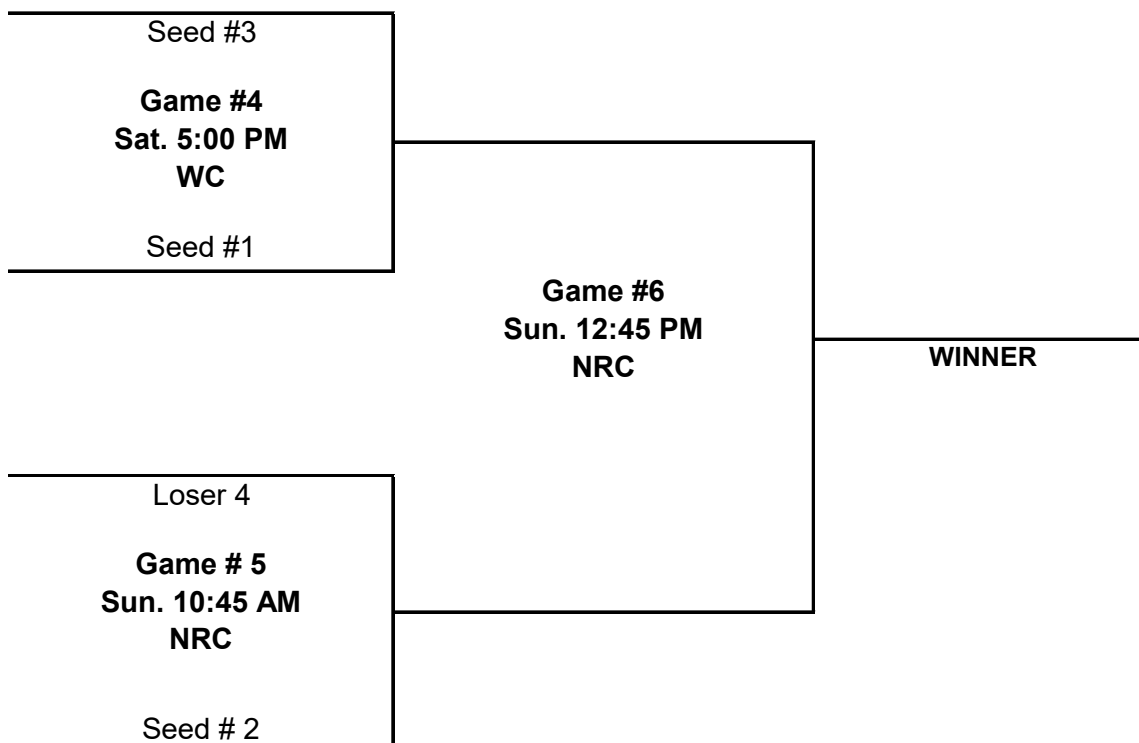 Seed #3
Game #4
Sat. 5:00 PM
WC
Seed #1
Game #6
Sun. 12:45 PM
NRC
WINNER
Loser 4
Game # 5
Sun. 10:45 AM
NRC
Seed # 2